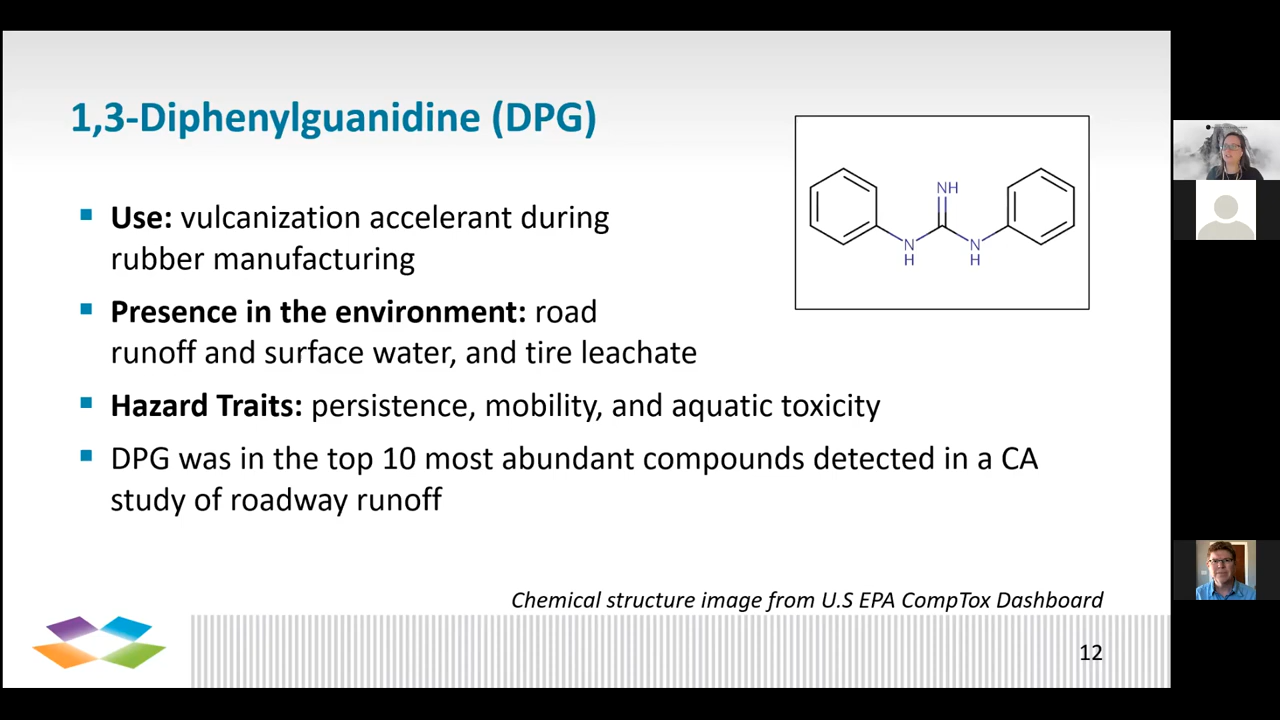 1,3-Diphenylguanidine (DPG)
Use: vulcanization accelerant during
rubber manufacturing
Presence in the environment: road
runoff and surface water, and tire leachate
Hazard Traits: persistence, mobility, and aquatic toxicity
DPG was in the top 10 most abundant compounds detected in a CA
study of roadway runoff
NH
N
H
N
H
Chemical structure image from U.S EPA CompTox Dashboard
12